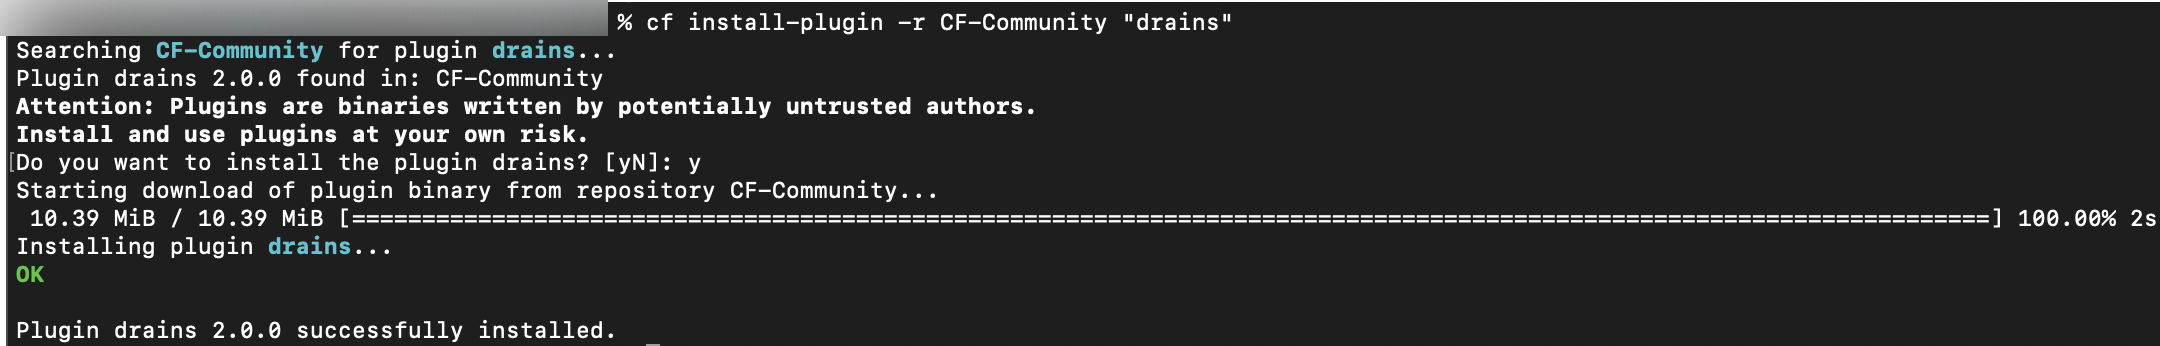 % cf install-plugin -r CF-Community "drains"
Searching CF-Community for plugin drains...
Plugin drains 2.0.0 found in: CF-Community
Attention: Plugins are binaries written by potentially untrusted authors.
Install and use plugins at your own risk.
[Do you want to install the plugin drains? [yN]: y
Starting download of plugin binary from repository CF-Community...
10.39 MiB / 10.39 MiB [=====================================================================================================================] 100.00% 2s
Installing plugin drains...
OK
Plugin drains 2.0.0 successfully installed.